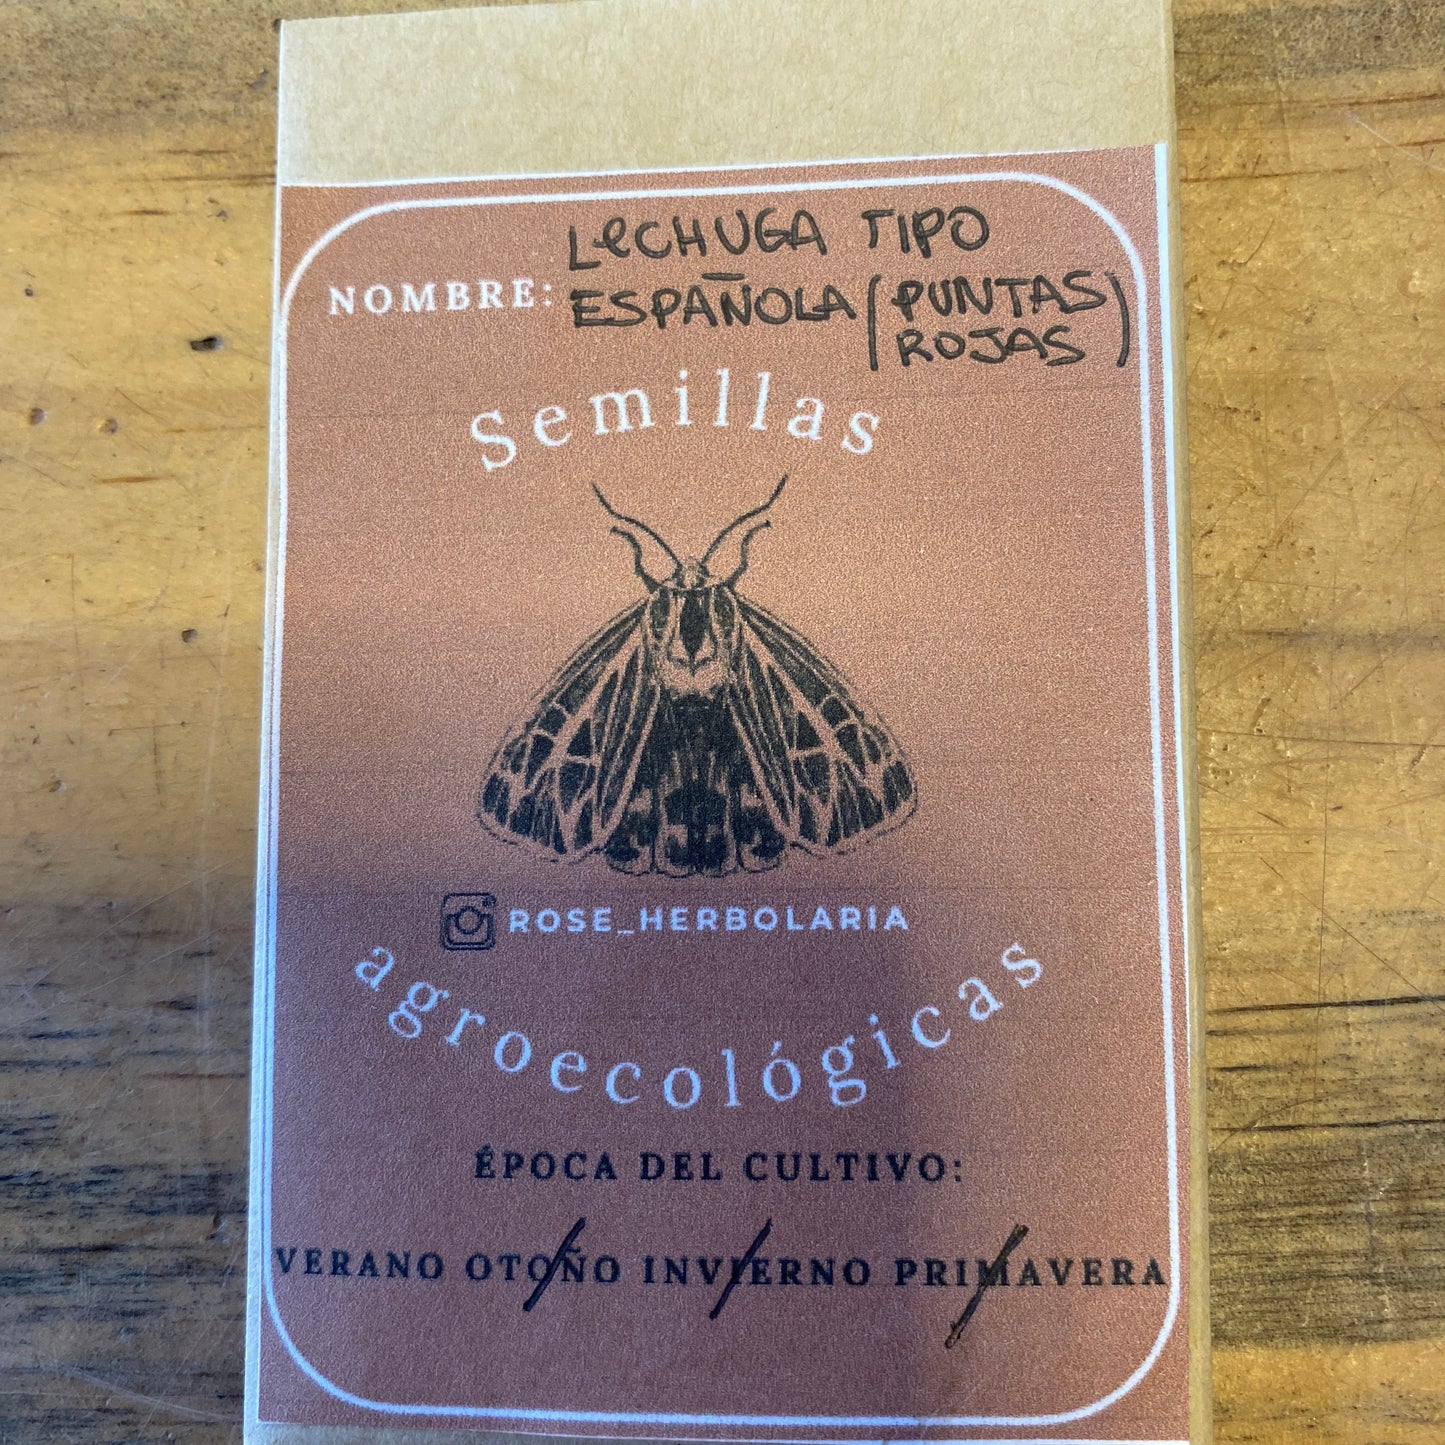 LeCHUGA TIPO
NOMBRE: ESPAÑOLA (PUNTAS
ROJAS)
Semillas
ROSE_HERBOLARIA
agroecológicas
ÉPOCA DEL CULTIVO:
VERANO OTOÑO INVIERNO PRIMAVERA